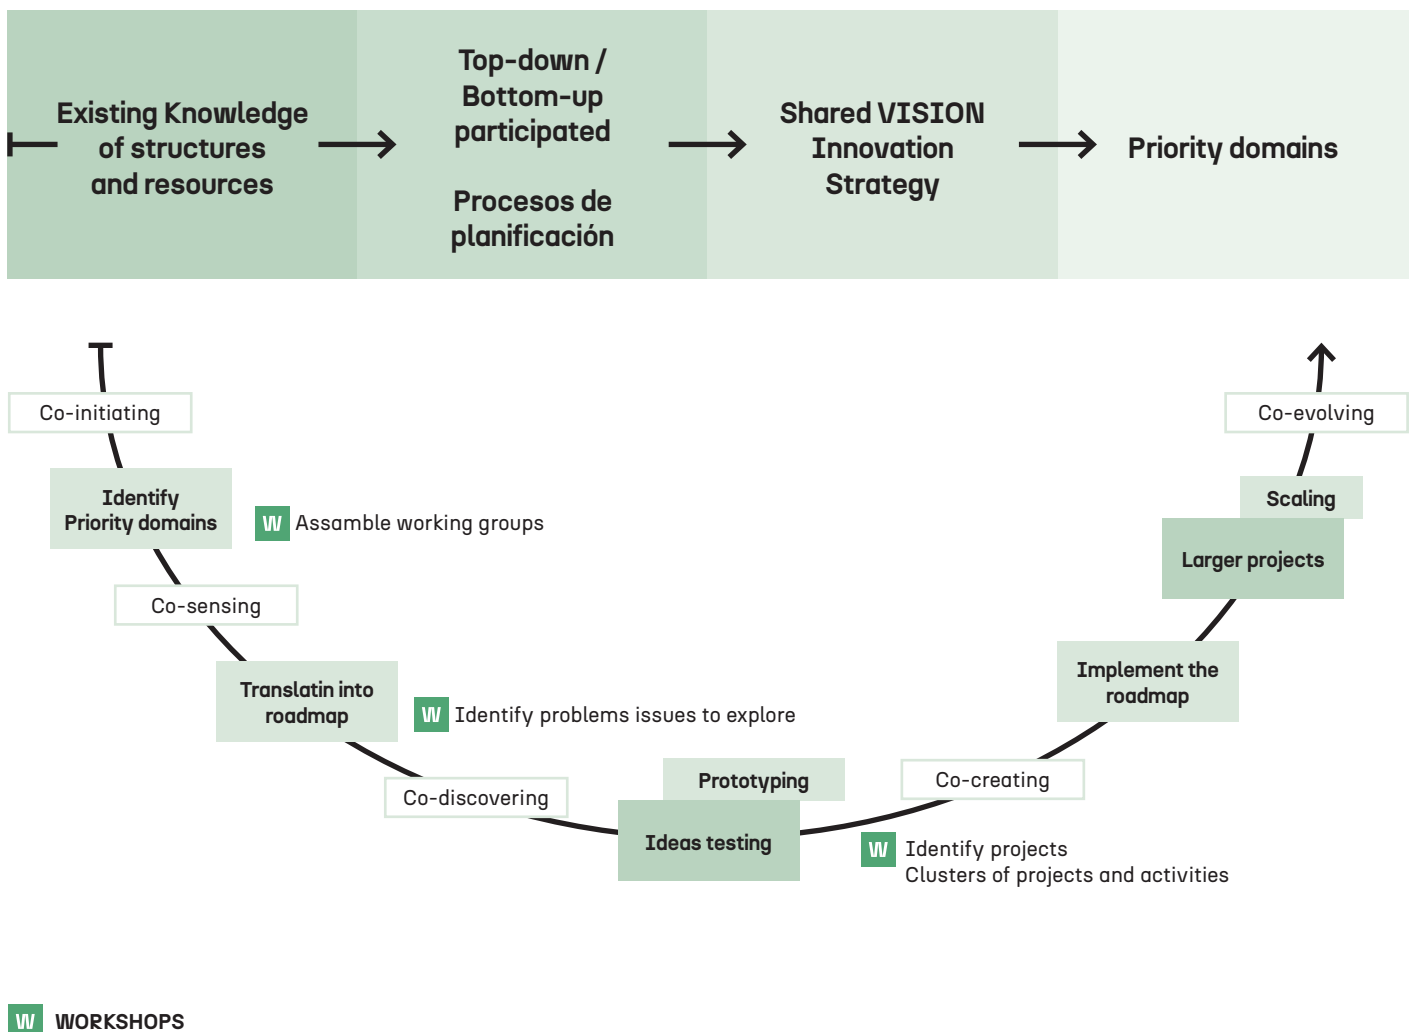 Existing Knowledge
of structures
and resources
Top-down /
Bottom-up
participated
Procesos de
planificación
Shared VISION
Innovation
Strategy
Priority domains
Co-initiating
Co-evolving
Identify
Priority domains
W Assamble working groups
Scaling
Larger projects
Co-sensing
Translatin into
roadmap
W Identify problems issues to explore
Implement the
roadmap
Co-discovering
Prototyping
Ideas testing
Co-creating
W Identify projects
Clusters of projects and activities
W WORKSHOPS